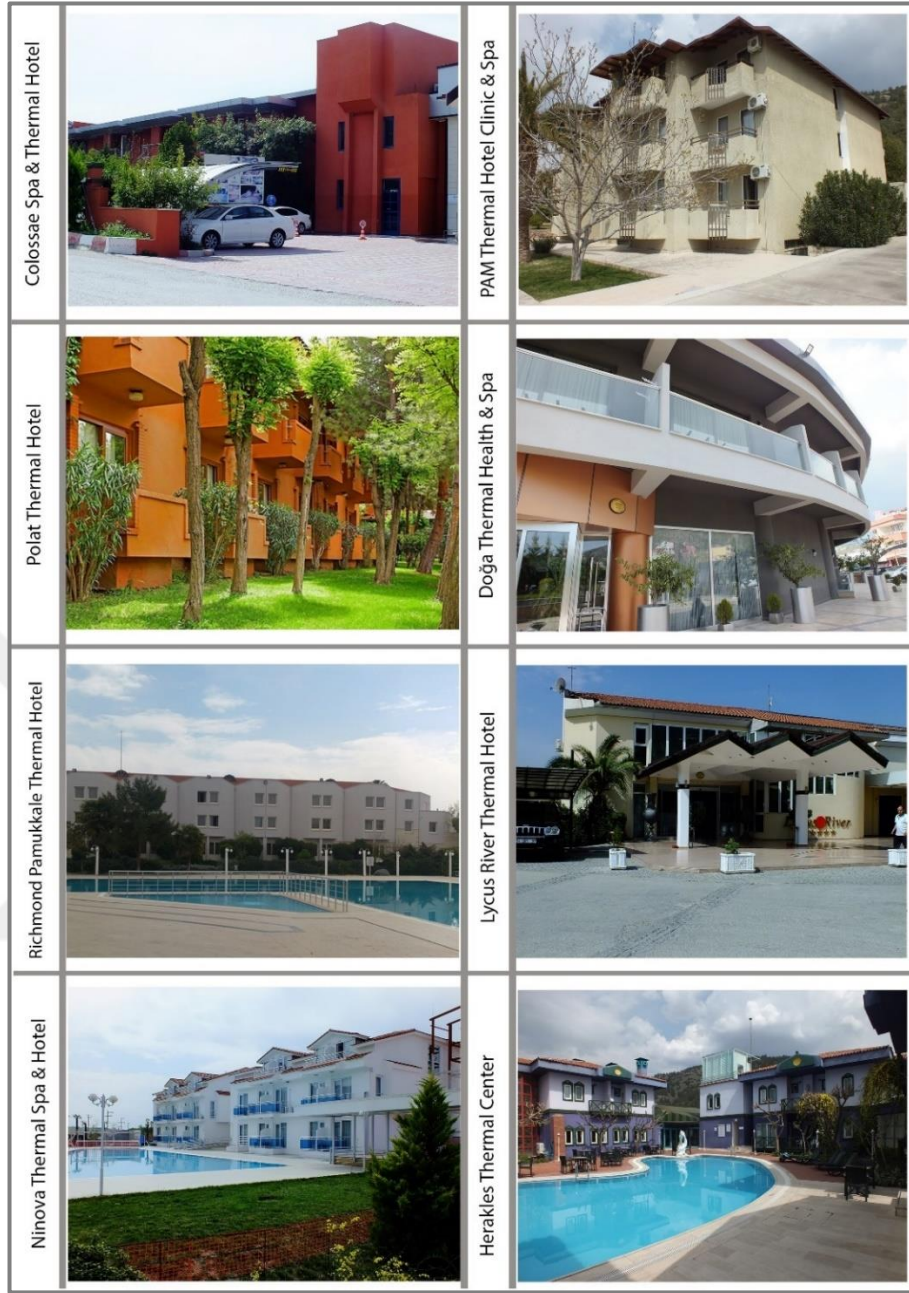 Colossae Spa & Thermal Hotel
PAM Thermal Hotel Clinic & Spa
Polat Thermal Hotel
Doğa Thermal Health & Spa
Richmond Pamukkale Thermal Hotel
Lycus River Thermal Hotel
River
Ninova Thermal Spa & Hotel
Herakles Thermal Center